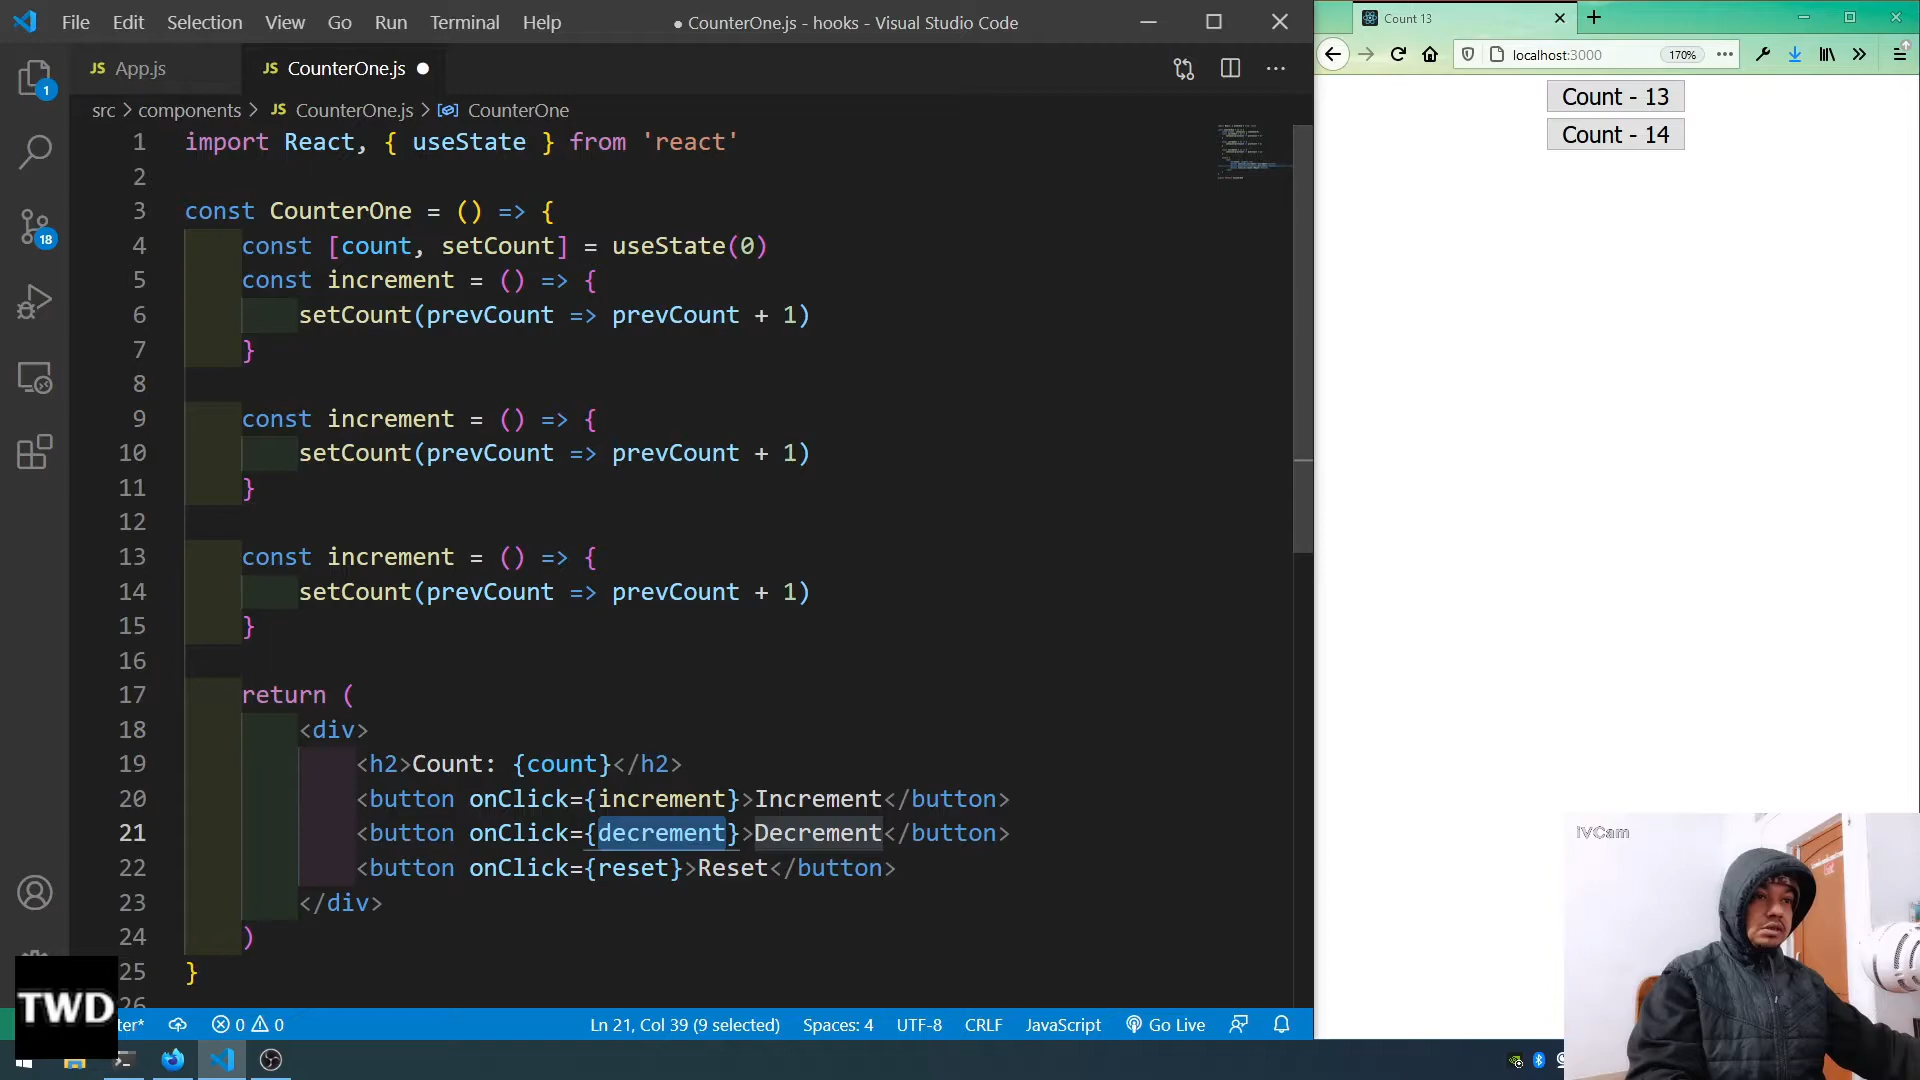 File Edit Selection View Go Run Terminal Help
● CounterOne.js - hooks - Visual Studio Code
JS App.js
JS CounterOne.js ●
src > components > JS CounterOne.js > CounterOne
1 import React, { useState } from 'react'
2
3 const CounterOne = () => {
4 const [count, setCount] = useState(0)
5 const increment = () => {
6 setCount(prevCount => prevCount + 1)
7 }
8
9 const increment = () => {
10 setCount(prevCount => prevCount + 1)
11 }
12
13 const increment = () => {
14 setCount(prevCount => prevCount + 1)
15 }
16
17 return (
18 <div>
19 <h2>Count: {count}</h2>
20 <button onClick={increment}>Increment</button>
21 <button onClick={decrement}>Decrement</button>
22 <button onClick={reset}>Reset</button>
23 </div>
24 )
25 }
26
1
18
TWD
ter* 0 0 Ln 21, Col 39 (9 selected) Spaces: 4 UTF-8 CRLF JavaScript Go Live
Count 13
localhost:3000 170%
Count - 13
Count - 14
iVCam